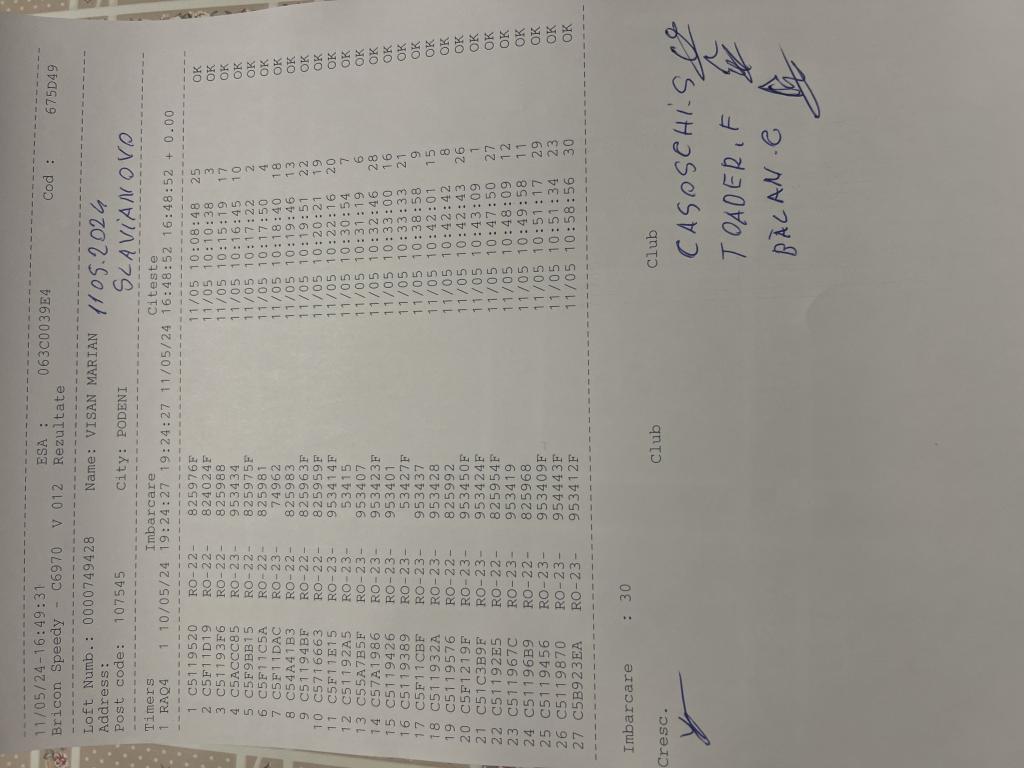 11/05/24-16:49:31 ESA : 063C0039E4 Cod : 675D49
Bricon Speedy - C6970 V 012 Rezultate
Loft Numb.: 0000749428 Name: VISAN MARIAN 11 05.2024
Address:
Post code: 107545 City: PODENI SLAVIANOVO
Timers Imbarcare Citeste
1 RAQ4 1 10/05/24 19:24:27 19:24:27 11/05/24 16:48:52 16:48:52 + 0.00
1 C5119520 RO-22- 825976F 11/05 10:08:48 25 OK
2 C5F11D19 RO-22- 824024F 11/05 10:10:38 3 OK
3 C51193F6 RO-22- 825988 11/05 10:15:19 17 OK
4 C5ACCC85 RO-23- 953434 11/05 10:16:45 10 OK
5 C5F9BB15 RO-22- 825975F 11/05 10:17:22 2 OK
6 C5F11C5A RO-22- 825981 11/05 10:17:50 4 OK
7 C5F11DAC RO-23- 74962 11/05 10:18:40 18 OK
8 C54A41B3 RO-22- 825983 11/05 10:19:46 13 OK
9 C51194BF RO-22- 825963F 11/05 10:19:51 22 OK
10 C5716663 RO-22- 825959F 11/05 10:20:21 19 OK
11 C5F11E15 RO-23- 953414F 11/05 10:22:16 20 OK
12 C51192A5 RO-23- 53415 11/05 10:30:54 7 OK
13 C55A7B5F RO-23- 953407 11/05 10:31:19 6 OK
14 C57A1986 RO-23- 953423F 11/05 10:32:46 28 OK
15 C5119426 RO-23- 953401 11/05 10:33:00 16 OK
16 C5119389 RO-23- 53427F 11/05 10:33:33 21 OK
17 C5F11CBF RO-23- 953437 11/05 10:38:58 9 OK
18 C511932A RO-23- 953428 11/05 10:42:01 15 OK
19 C5119576 RO-22- 825992 11/05 10:42:42 8 OK
20 C5F1219F RO-23- 953450F 11/05 10:42:43 26 OK
21 C51C3B9F RO-23- 953424F 11/05 10:43:09 1 OK
22 C51192E5 RO-22- 825954F 11/05 10:47:50 27 OK
23 C511967C RO-23- 953419 11/05 10:48:09 12 OK
24 C51196B9 RO-22- 825968 11/05 10:49:58 11 OK
25 C5119456 RO-23- 953409F 11/05 10:51:17 29 OK
26 C5119870 RO-23- 954443F 11/05 10:51:34 23 OK
27 C5B923EA RO-23- 953412F 11/05 10:58:56 30 OK
Imbarcare : 30
Cresc. Club Club
CASOSCHI.S
TOADER.F
BĂLAN.C